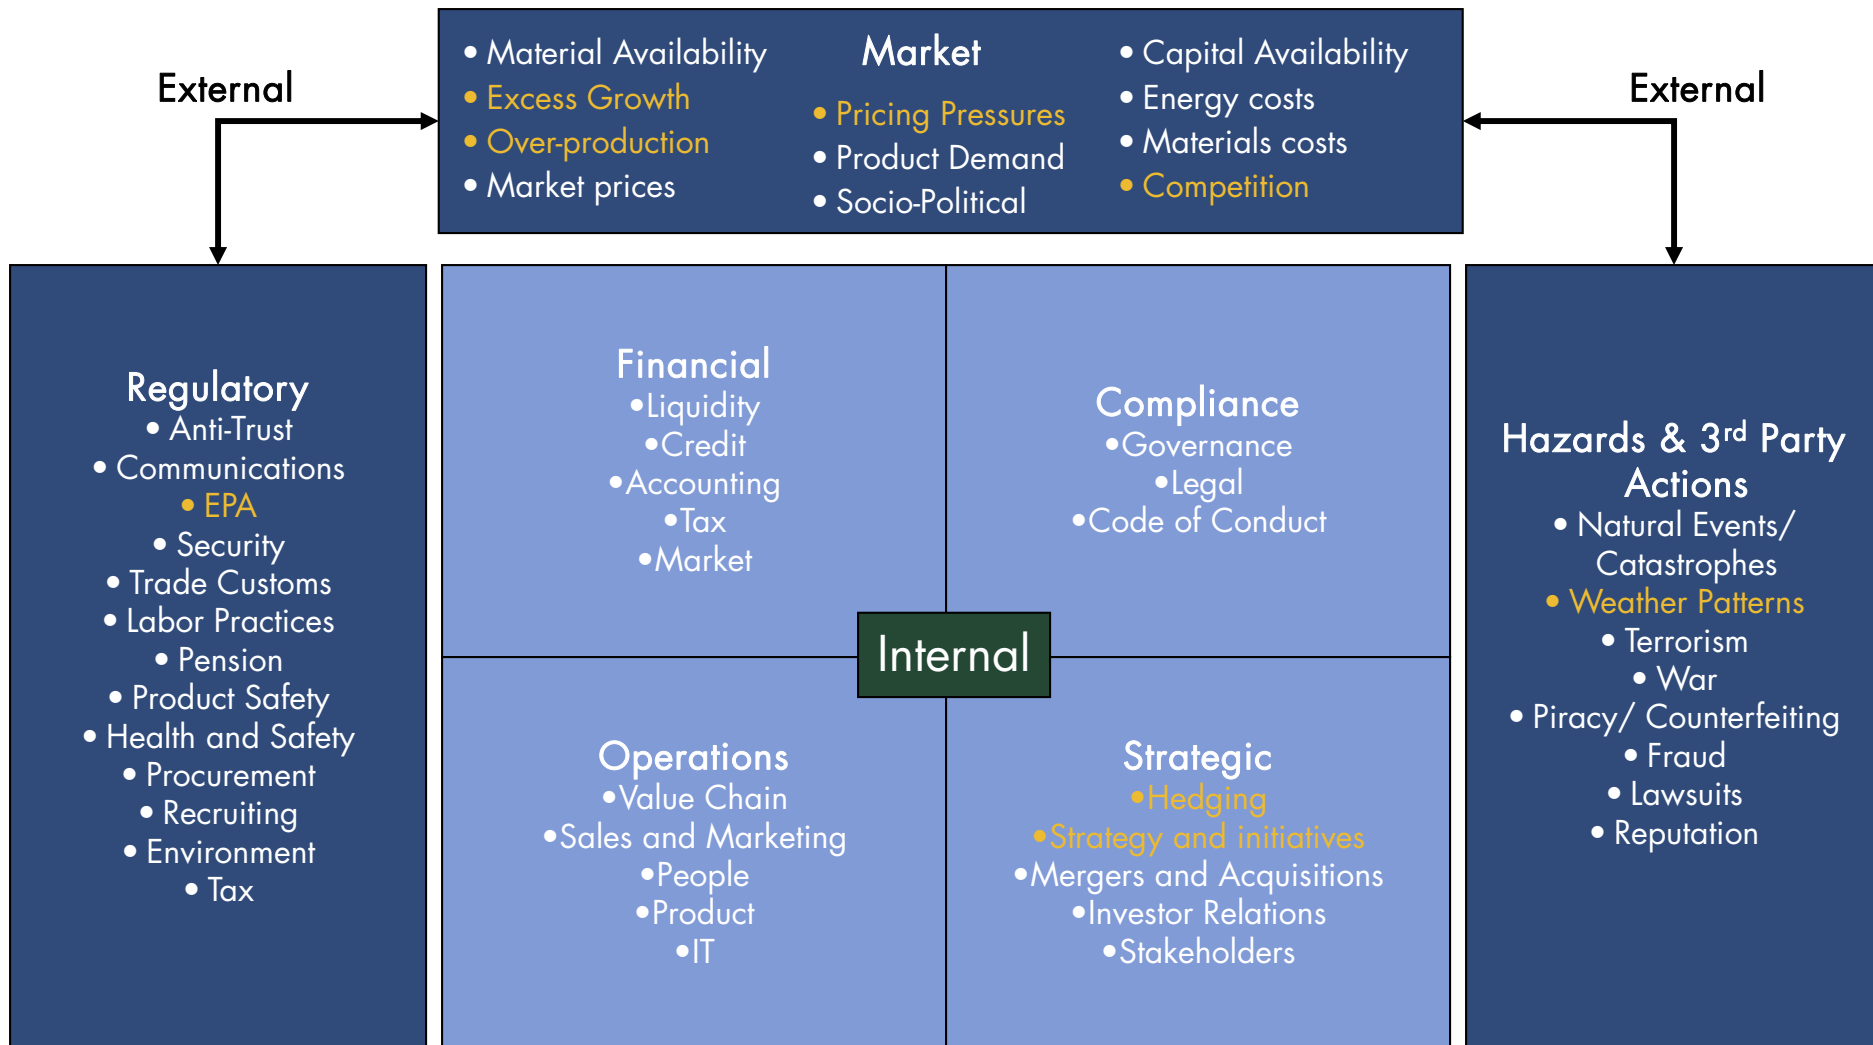 External
• Material Availability
• Excess Growth
• Over-production
• Market prices
Market
• Pricing Pressures
• Product Demand
• Socio-Political
• Capital Availability
• Energy costs
• Materials costs
• Competition
External
Regulatory
• Anti-Trust
• Communications
• EPA
• Security
• Trade Customs
• Labor Practices
• Pension
• Product Safety
• Health and Safety
• Procurement
• Recruiting
• Environment
• Tax
Financial
•Liquidity
•Credit
•Accounting
•Tax
•Market
Compliance
•Governance
•Legal
•Code of Conduct
Internal
Operations
•Value Chain
•Sales and Marketing
•People
•Product
•IT
Strategic
•Hedging
•Strategy and initiatives
•Mergers and Acquisitions
•Investor Relations
•Stakeholders
Hazards & 3rd Party
Actions
• Natural Events/
Catastrophes
• Weather Patterns
• Terrorism
• War
• Piracy/ Counterfeiting
• Fraud
• Lawsuits
• Reputation